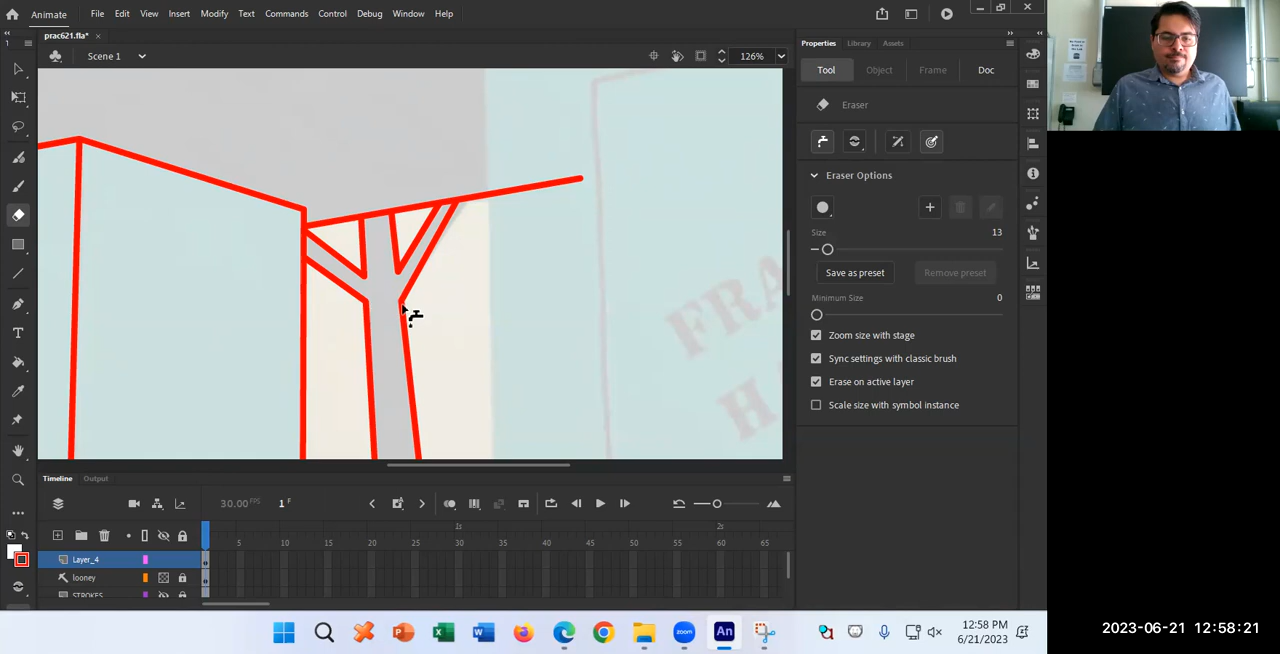 Animate File Edit View Insert Modify Text Commands Control Debug Window Help
prac621.fla* ×
Scene 1
126%
FRA
H
Properties Library Assets
Tool Object Frame Doc
Eraser
Eraser Options
Size 13
Save as preset Remove preset
Minimum Size 0
Zoom size with stage
Sync settings with classic brush
Erase on active layer
Scale size with symbol instance
Timeline Output
30.00 FPS 1 F
1s 2s
5 10 15 20 25 30 35 40 45 50 55 60 65
Layer_4
looney
STROKES
An
zoom
12:58 PM
6/21/2023
2023-06-21 12:58:21